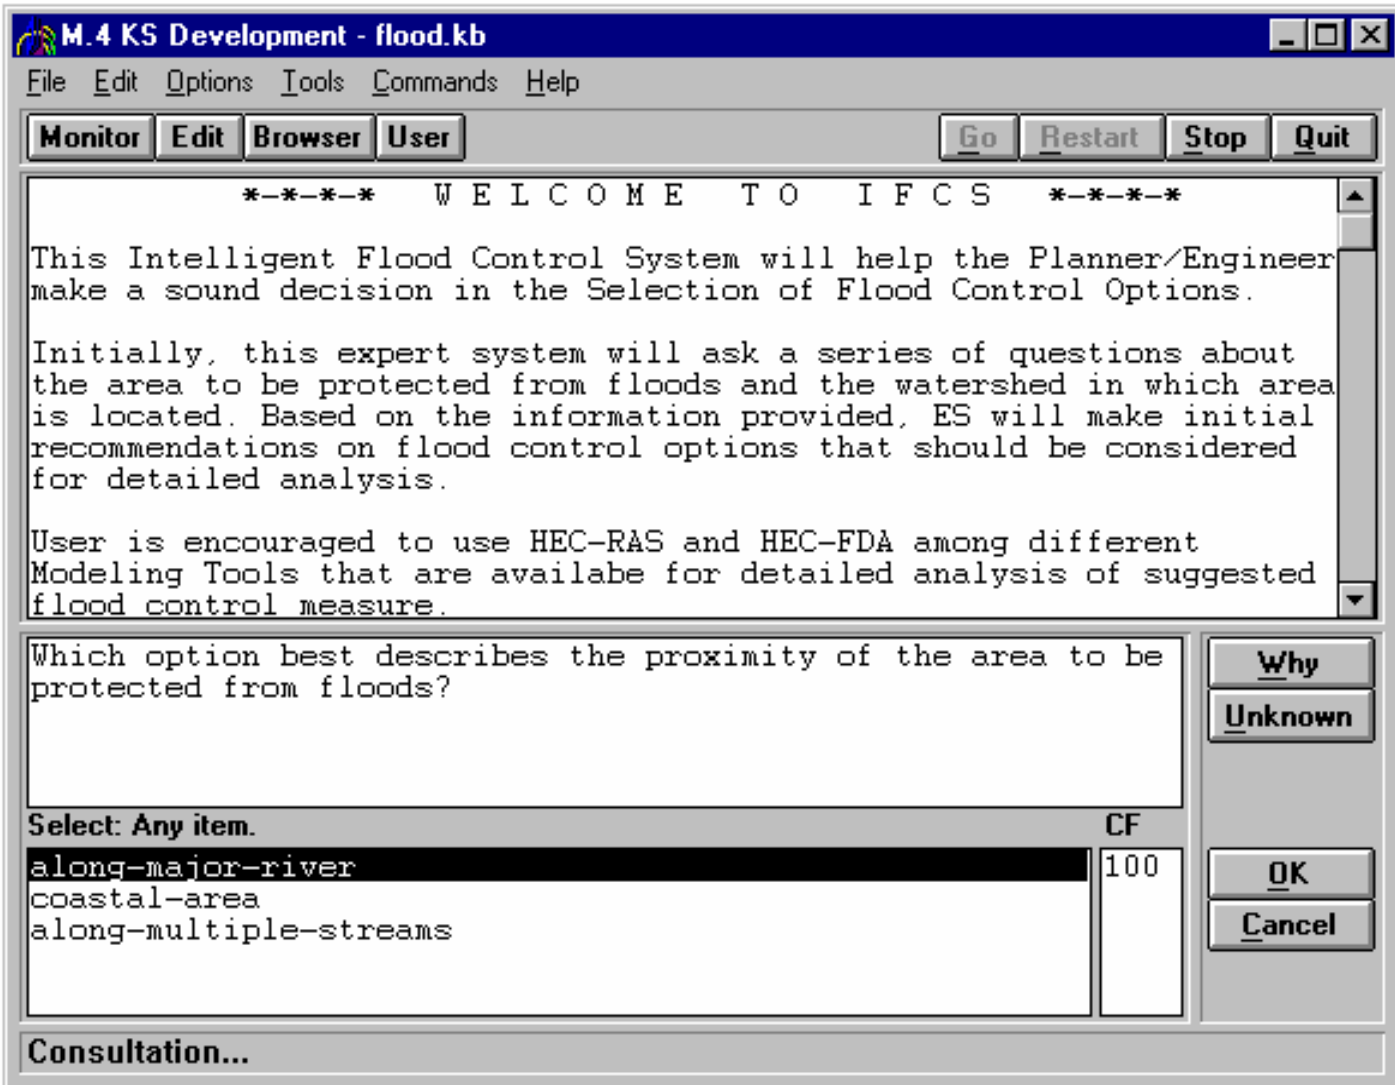 M.4 KS Development - flood.kb
File Edit Options Tools Commands Help
Monitor Edit Browser User Go Restart Stop Quit
*-*-*-* W E L C O M E T O I F C S *-*-*-*
This Intelligent Flood Control System will help the Planner/Engineer
make a sound decision in the Selection of Flood Control Options.
Initially, this expert system will ask a series of questions about
the area to be protected from floods and the watershed in which area
is located. Based on the information provided, ES will make initial
recommendations on flood control options that should be considered
for detailed analysis.
User is encouraged to use HEC-RAS and HEC-FDA among different
Modeling Tools that are availabe for detailed analysis of suggested
flood control measure.
Which option best describes the proximity of the area to be
protected from floods?
Why
Unknown
Select: Any item. CF
along-major-river 100
coastal-area
along-multiple-streams
OK
Cancel
Consultation...